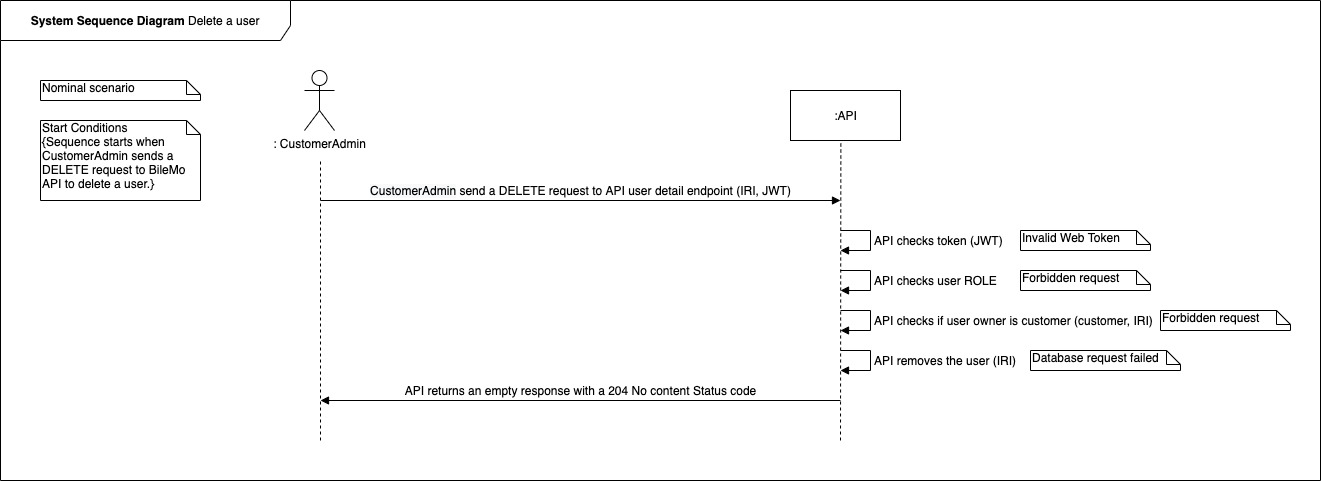 System Sequence Diagram Delete a user
Nominal scenario
Start Conditions
{Sequence starts when
CustomerAdmin sends a
DELETE request to BileMo
API to delete a user.}
: CustomerAdmin
:API
CustomerAdmin send a DELETE request to API user detail endpoint (IRI, JWT)
API checks token (JWT)
Invalid Web Token
API checks user ROLE
Forbidden request
API checks if user owner is customer (customer, IRI)
Forbidden request
API removes the user (IRI)
Database request failed
API returns an empty response with a 204 No content Status code